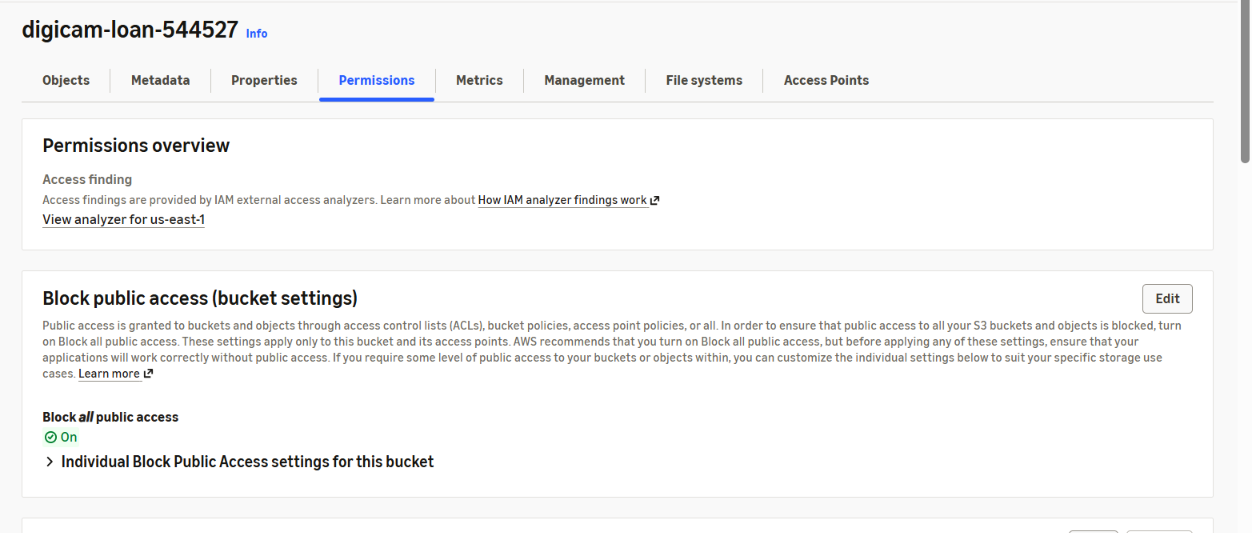 digicam-loan-544527 Info
Objects Metadata Properties Permissions Metrics Management File systems Access Points
Permissions overview
Access finding
Access findings are provided by IAM external access analyzers. Learn more about How IAM analyzer findings work
View analyzer for us-east-1
Block public access (bucket settings)
Edit
Public access is granted to buckets and objects through access control lists (ACLs), bucket policies, access point policies, or all. In order to ensure that public access to all your S3 buckets and objects is blocked, turn
on Block all public access. These settings apply only to this bucket and its access points. AWS recommends that you turn on Block all public access, but before applying any of these settings, ensure that your
applications will work correctly without public access. If you require some level of public access to your buckets or objects within, you can customize the individual settings below to suit your specific storage use
cases. Learn more
Block all public access
On
Individual Block Public Access settings for this bucket